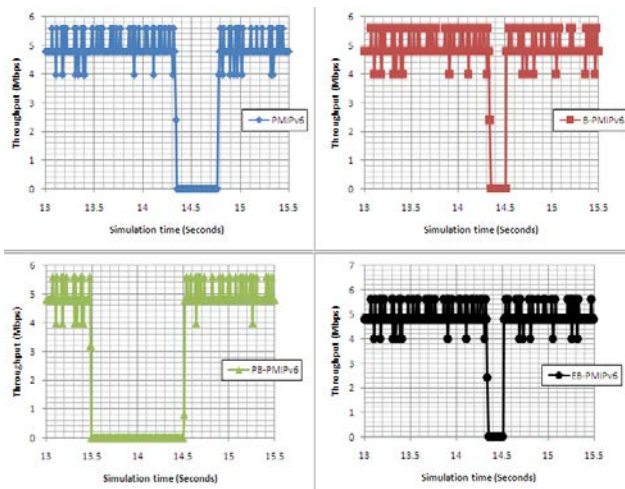 6
5
4
3
2
1
0
Throughput (Mbps)
PMIPv6
13 13.5 14 14.5 15 15.5
Simulation time (Seconds)
6
5
4
3
2
1
0
Throughput (Mbps)
B-PMIPv6
13 13.5 14 14.5 15 15.5
Simulation time (Seconds)
6
5
4
3
2
1
0
Throughput (Mbps)
PB-PMIPv6
13 13.5 14 14.5 15 15.5
Simulation time (Seconds)
7
6
5
4
3
2
1
0
Throughput (Mbps)
EB-PMIPv6
13 13.5 14 14.5 15 15.5
Simulation time (Seconds)